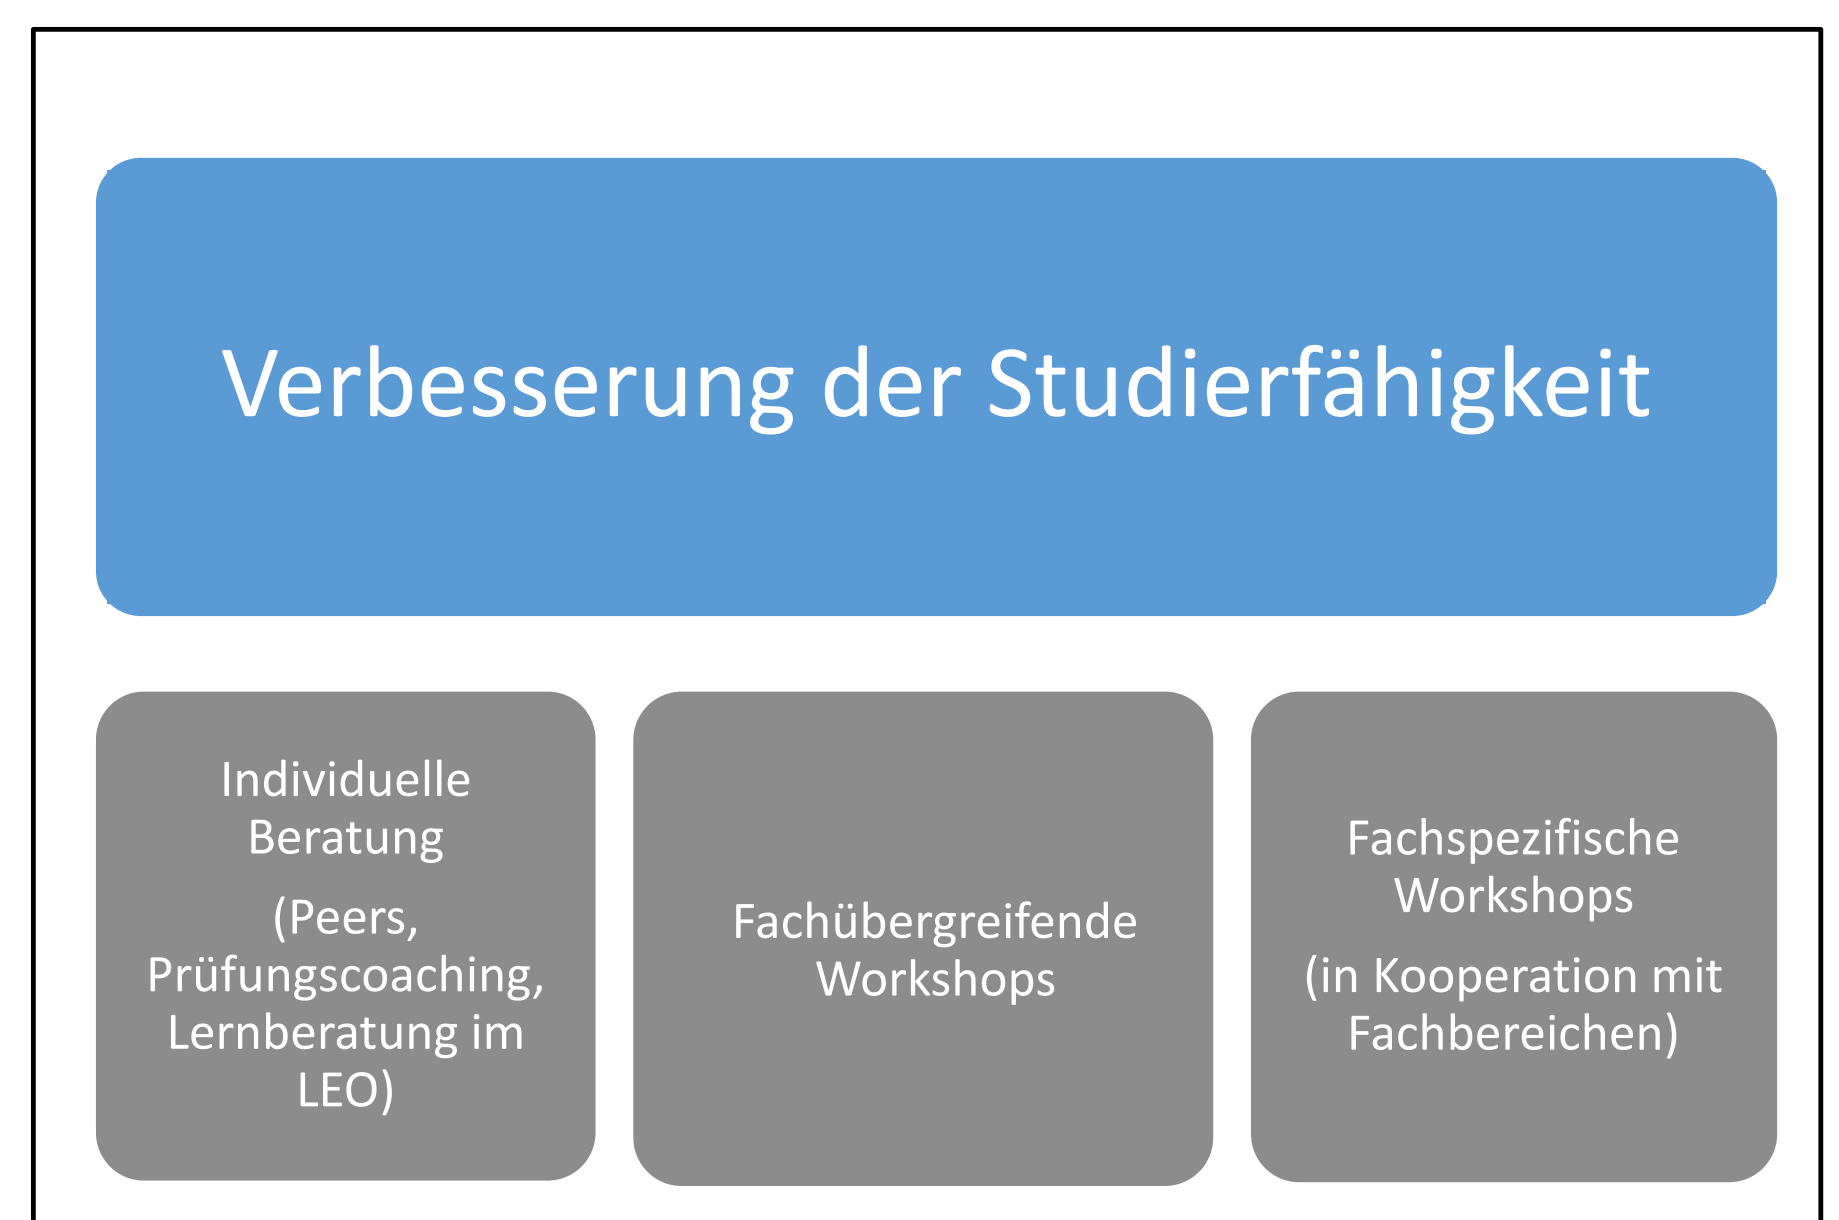 Verbesserung der Studierfähigkeit
Individuelle
Beratung
(Peers,
Prüfungscoaching,
Lernberatung im
LEO)
Fachübergreifende
Workshops
Fachspezifische
Workshops
(in Kooperation mit
Fachbereichen)